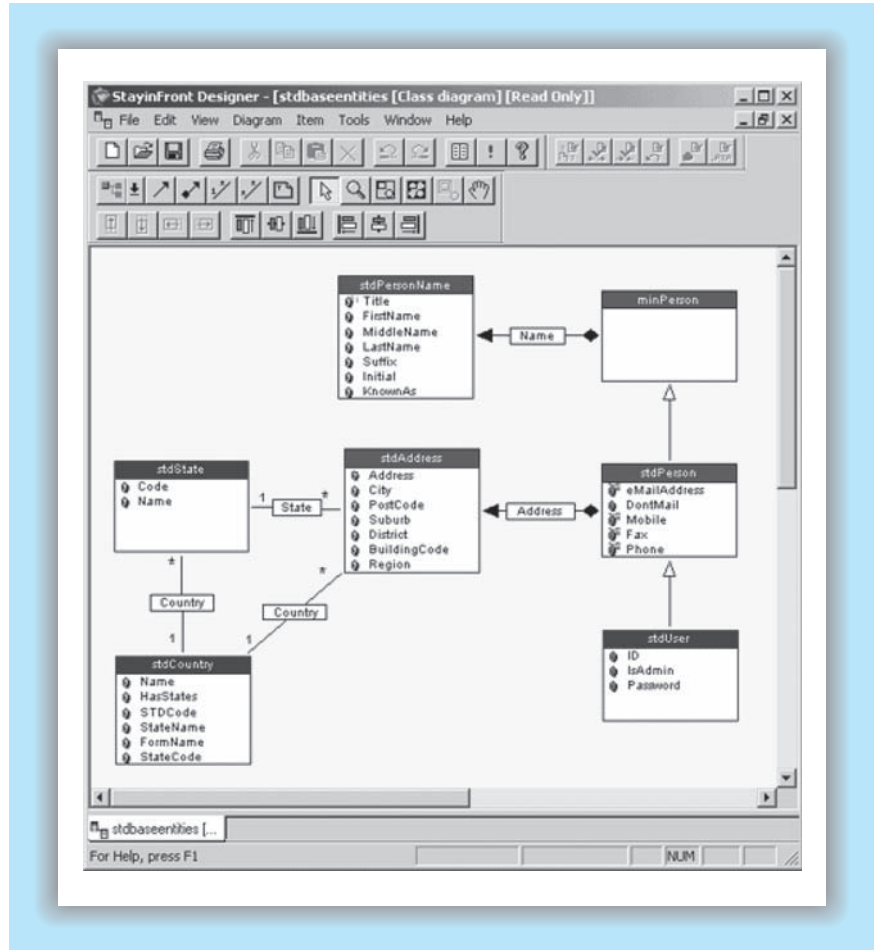 StayinFront Designer - [stdbaseentities [Class diagram] [Read Only]]
File Edit View Diagram Item Tools Window Help
stdPersonName
Title
FirstName
MiddleName
LastName
Suffix
Initial
KnownAs
Name
minPerson
stdState
Code
Name
1
State
*
stdAddress
Address
City
PostCode
Suburb
District
BuildingCode
Region
Address
stdPerson
eMailAddress
DontMail
Mobile
Fax
Phone
*
Country
1
*
Country
1
stdCountry
Name
HasStates
STDCode
StateName
FormName
StateCode
stdUser
ID
IsAdmin
Password
stdbaseentities [...
For Help, press F1
NUM